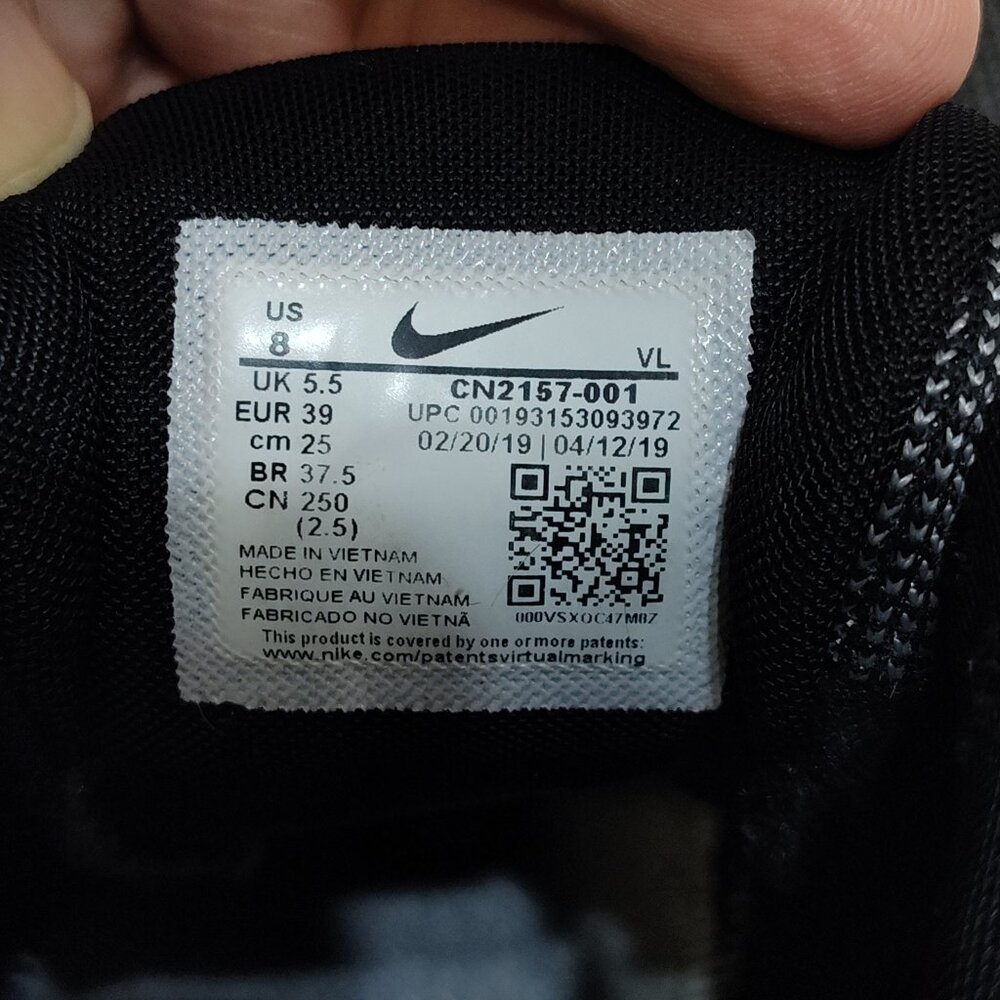 US
8
VL
UK 5.5
CN2157-001
EUR 39
UPC 00193153093972
cm 25
02/20/19 | 04/12/19
BR 37.5
CN 250
(2.5)
MADE IN VIETNAM
HECHO EN VIETNAM
FABRIQUE AU VIETNAM
FABRICADO NO VIETNÃ
000VSXOC47M0Z
This product is covered by one or more patents:
www.nike.com/patentsvirtualmarking